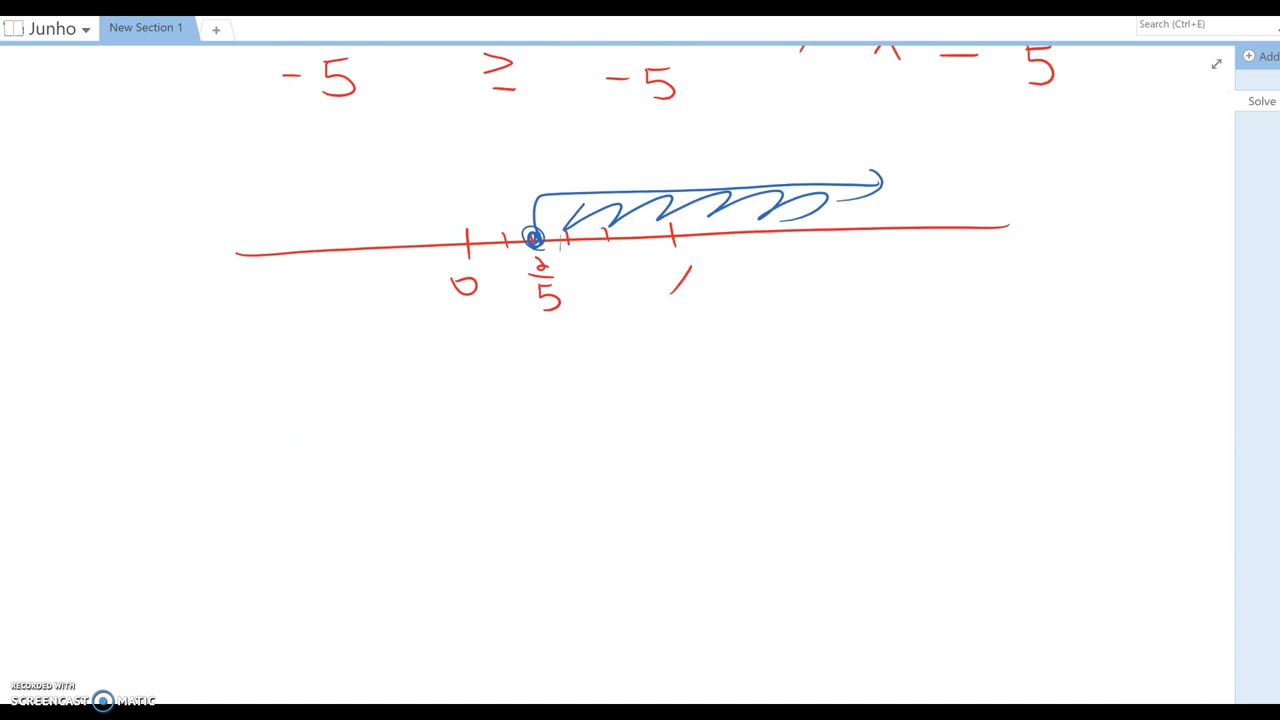 Junho
New Section 1
+
Search (Ctrl+E)
Add
Solve
-5 ≥ -5
5
0 2/5 1
RECORDED WITH
SCREENCAST MATIC